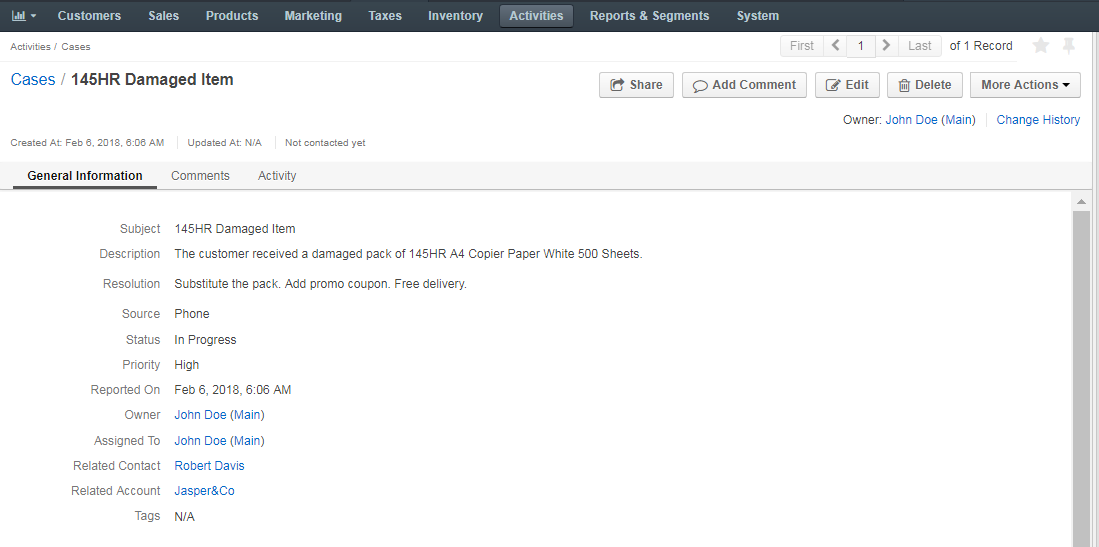 Customers Sales Products Marketing Taxes Inventory Activities Reports & Segments System
Activities / Cases
First 1 Last of 1 Record
Cases / 145HR Damaged Item
Share Add Comment Edit Delete More Actions
Owner: John Doe (Main) Change History
Created At: Feb 6, 2018, 6:06 AM Updated At: N/A Not contacted yet
General Information Comments Activity
Subject 145HR Damaged Item
Description The customer received a damaged pack of 145HR A4 Copier Paper White 500 Sheets.
Resolution Substitute the pack. Add promo coupon. Free delivery.
Source Phone
Status In Progress
Priority High
Reported On Feb 6, 2018, 6:06 AM
Owner John Doe (Main)
Assigned To John Doe (Main)
Related Contact Robert Davis
Related Account Jasper&Co
Tags N/A